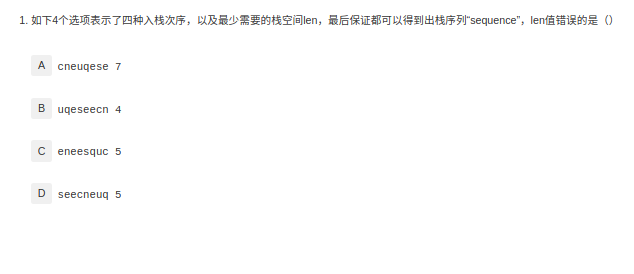 1. 如下4个选项表示了四种入栈次序，以及最少需要的栈空间len，最后保证都可以得到出栈序列“sequence”，len值错误的是（）
A cneuqese 7
B uqeseecn 4
C eneesquc 5
D seecneuq 5